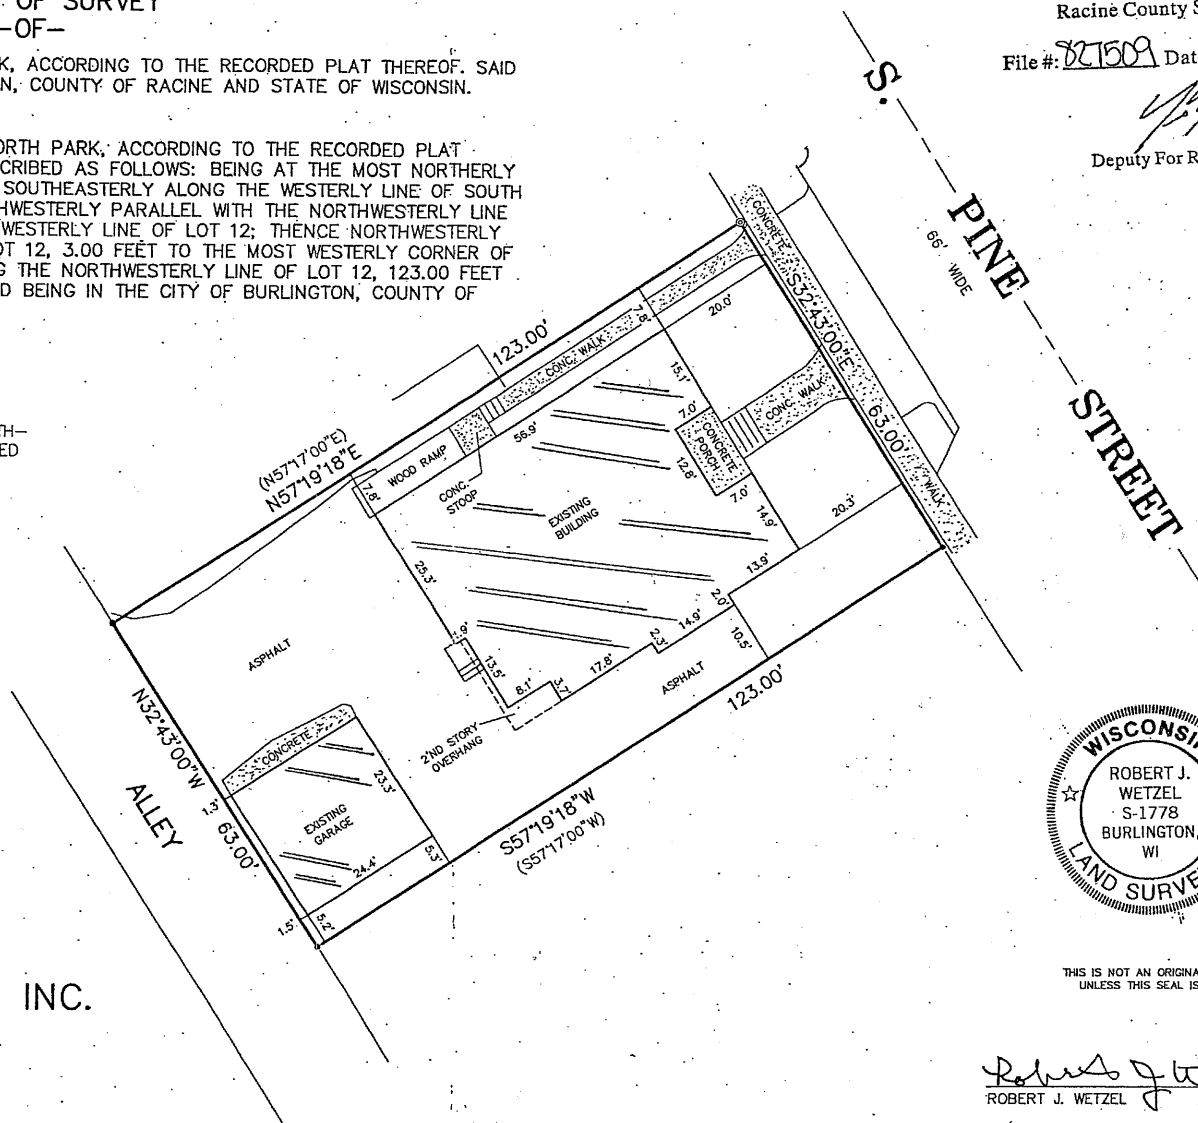 OF SURVEY
-OF-
K, ACCORDING TO THE RECORDED PLAT THEREOF. SAID
N, COUNTY OF RACINE AND STATE OF WISCONSIN.
ORTH PARK, ACCORDING TO THE RECORDED PLAT
CRIBED AS FOLLOWS: BEING AT THE MOST NORTHERLY
SOUTHEASTERLY ALONG THE WESTERLY LINE OF SOUTH
HWESTERLY PARALLEL WITH THE NORTHWESTERLY LINE
WESTERLY LINE OF LOT 12; THENCE NORTHWESTERLY
OT 12, 3.00 FEET TO THE MOST WESTERLY CORNER OF
G THE NORTHWESTERLY LINE OF LOT 12, 123.00 FEET
D BEING IN THE CITY OF BURLINGTON, COUNTY OF
TH-
ED
Racine County S
File #: 827509 Dat
Deputy For R
S. PINE STREET
66' WIDE
CONCRETE
S32°43'00"E
63.00'
WALK
123.00'
(N57°17'00"E)
N57°19'18"E
7.8'
20.0'
CONC. WALK
15.1'
7.0'
CONC. WALK
CONCRETE
PORCH
12.8'
7.0'
14.9'
20.3'
56.9'
WOOD RAMP
7.8'
CONC.
STOOP
EXISTING
BUILDING
25.3'
13.9'
2.0'
14.9'
10.5'
2.3'
17.8'
3.7'
8.1'
13.5'
.9'
ASPHALT
ASPHALT
123.00'
2'ND STORY
OVERHANG
N32°43'00"W
63.00'
ALLEY
CONCRETE
1.3'
23.3'
EXISTING
GARAGE
24.4'
5.3'
1.5'
5.2'
S57°19'18"W
(S57°17'00"W)
INC.
WISCONSIN
ROBERT J.
WETZEL
S-1778
BURLINGTON,
WI
LAND SURVE
THIS IS NOT AN ORIGINA
UNLESS THIS SEAL IS
Robert J W
ROBERT J. WETZEL